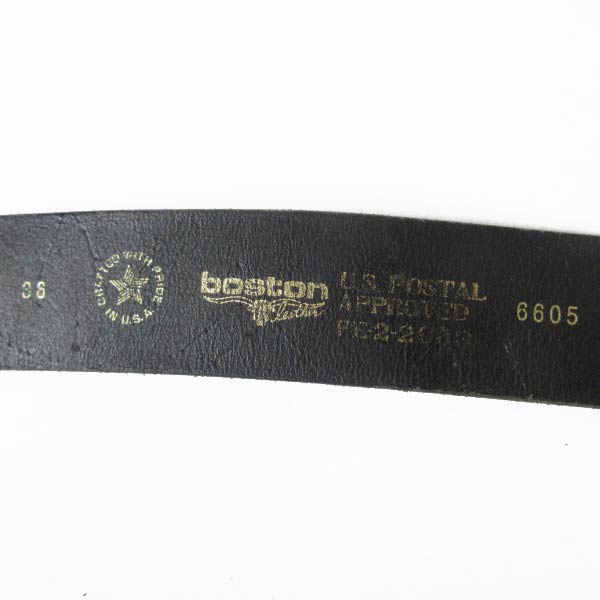 36
CRAFTED WITH PRIDE
IN U.S.A.
boston
leather
U.S. POSTAL
APPROVED
6605